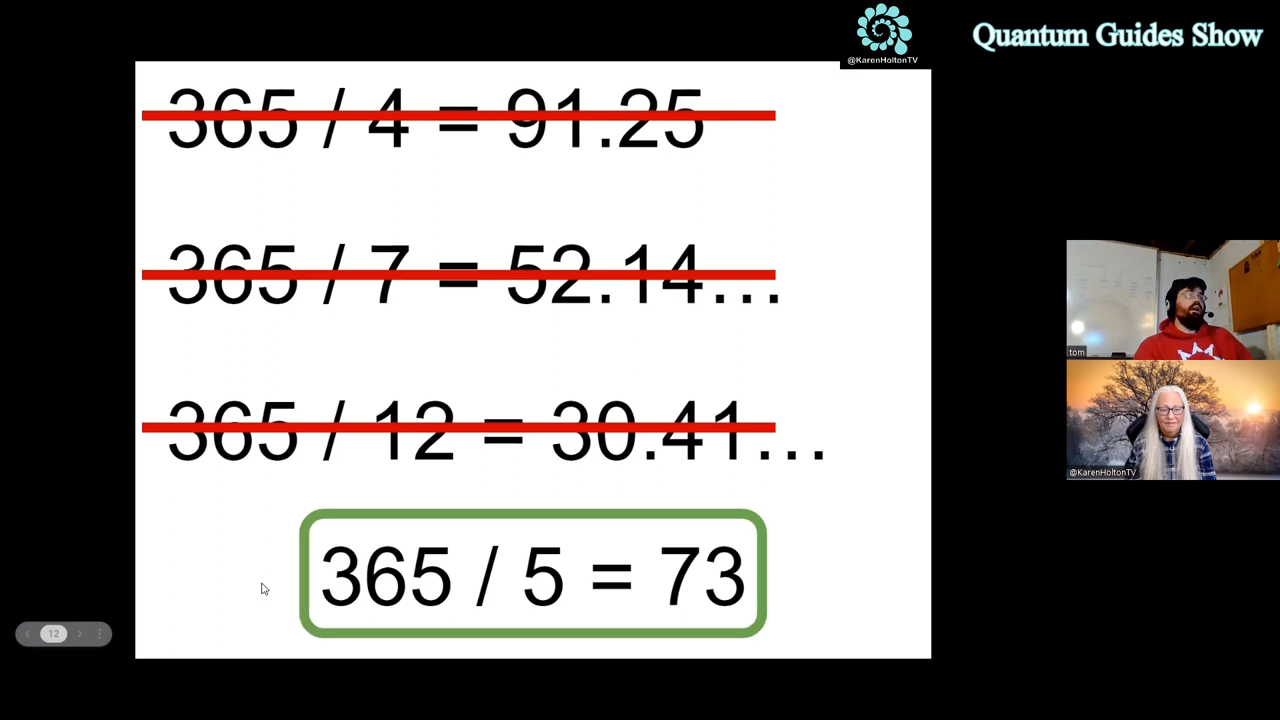 @KarenHoltonTV
Quantum Guides Show
365 / 4 = 91.25
365 / 7 = 52.14...
365 / 12 = 30.41...
365 / 5 = 73
tom
@KarenHoltonTV
12